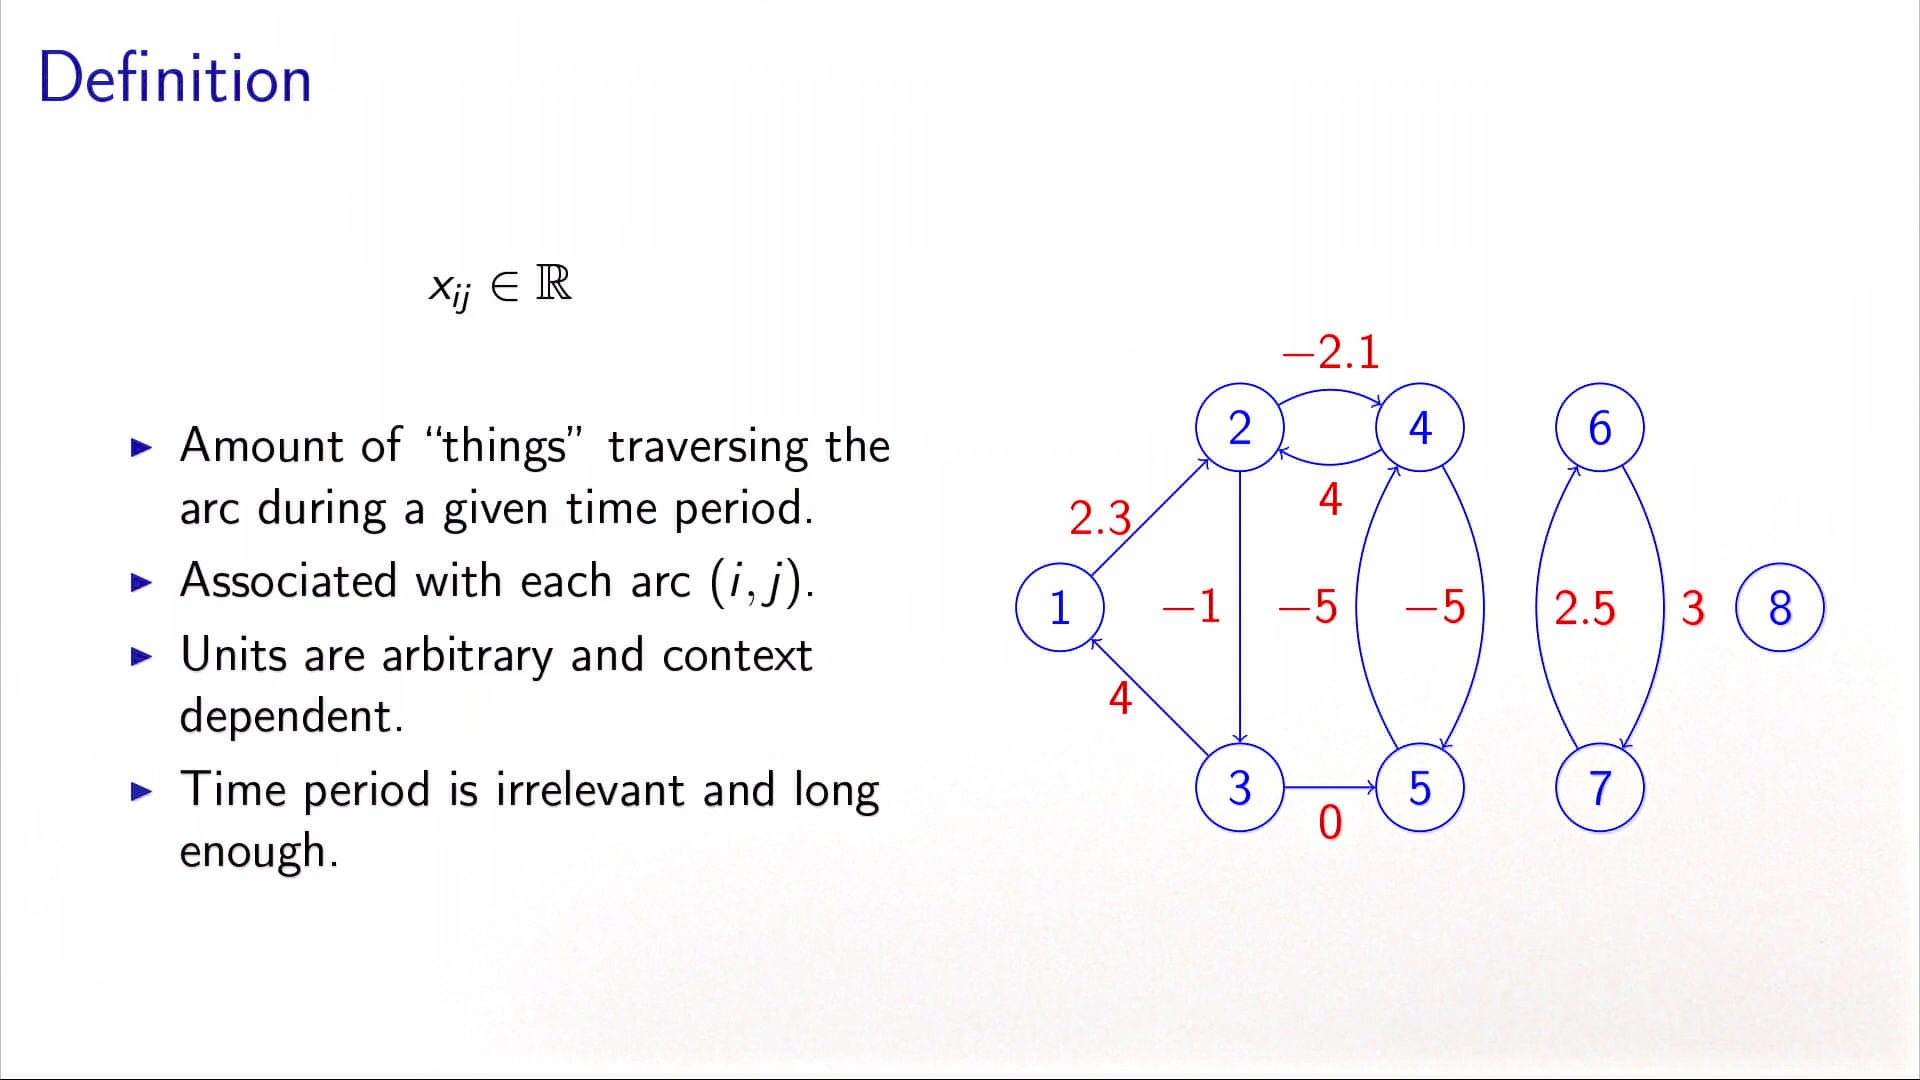 Definition
x_{ij} ∈ ℝ
▶ Amount of “things” traversing the
arc during a given time period.
▶ Associated with each arc (i, j).
▶ Units are arbitrary and context
dependent.
▶ Time period is irrelevant and long
enough.
−2.1
2 4 6
4
2.3
1 −1 −5 −5 2.5 3 8
4
3 5 7
0